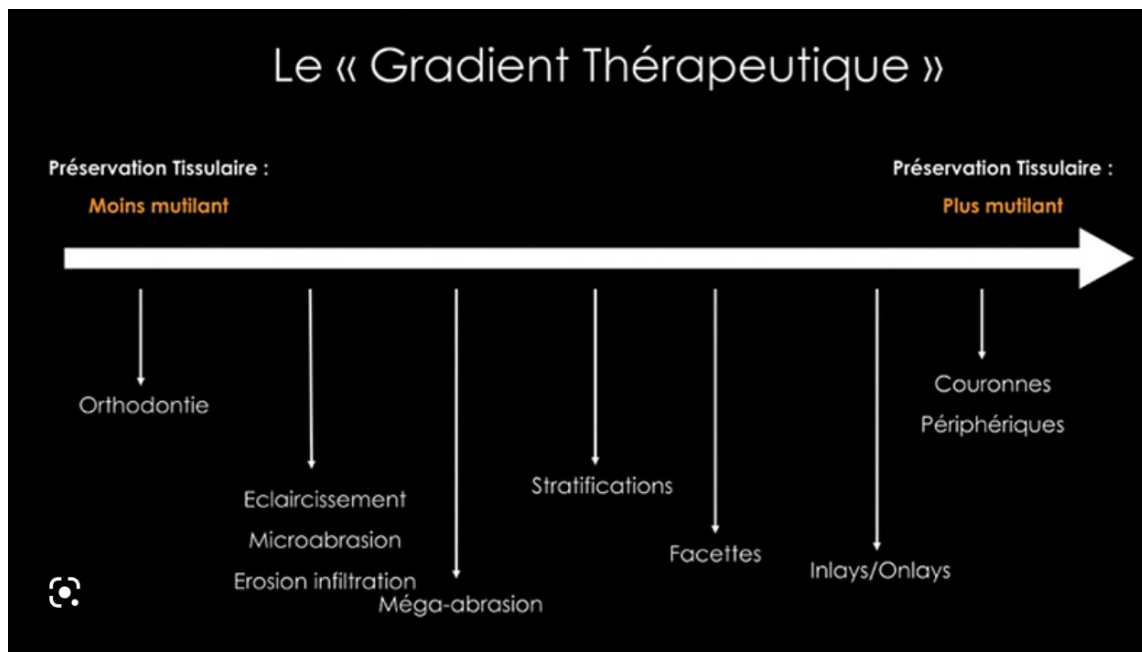 Le « Gradient Thérapeutique »
Préservation Tissulaire :
Moins mutilant
Préservation Tissulaire :
Plus mutilant
Orthodontie
Eclaircissement
Microabrasion
Erosion infiltration
Méga-abrasion
Stratifications
Facettes
Inlays/Onlays
Couronnes
Périphériques